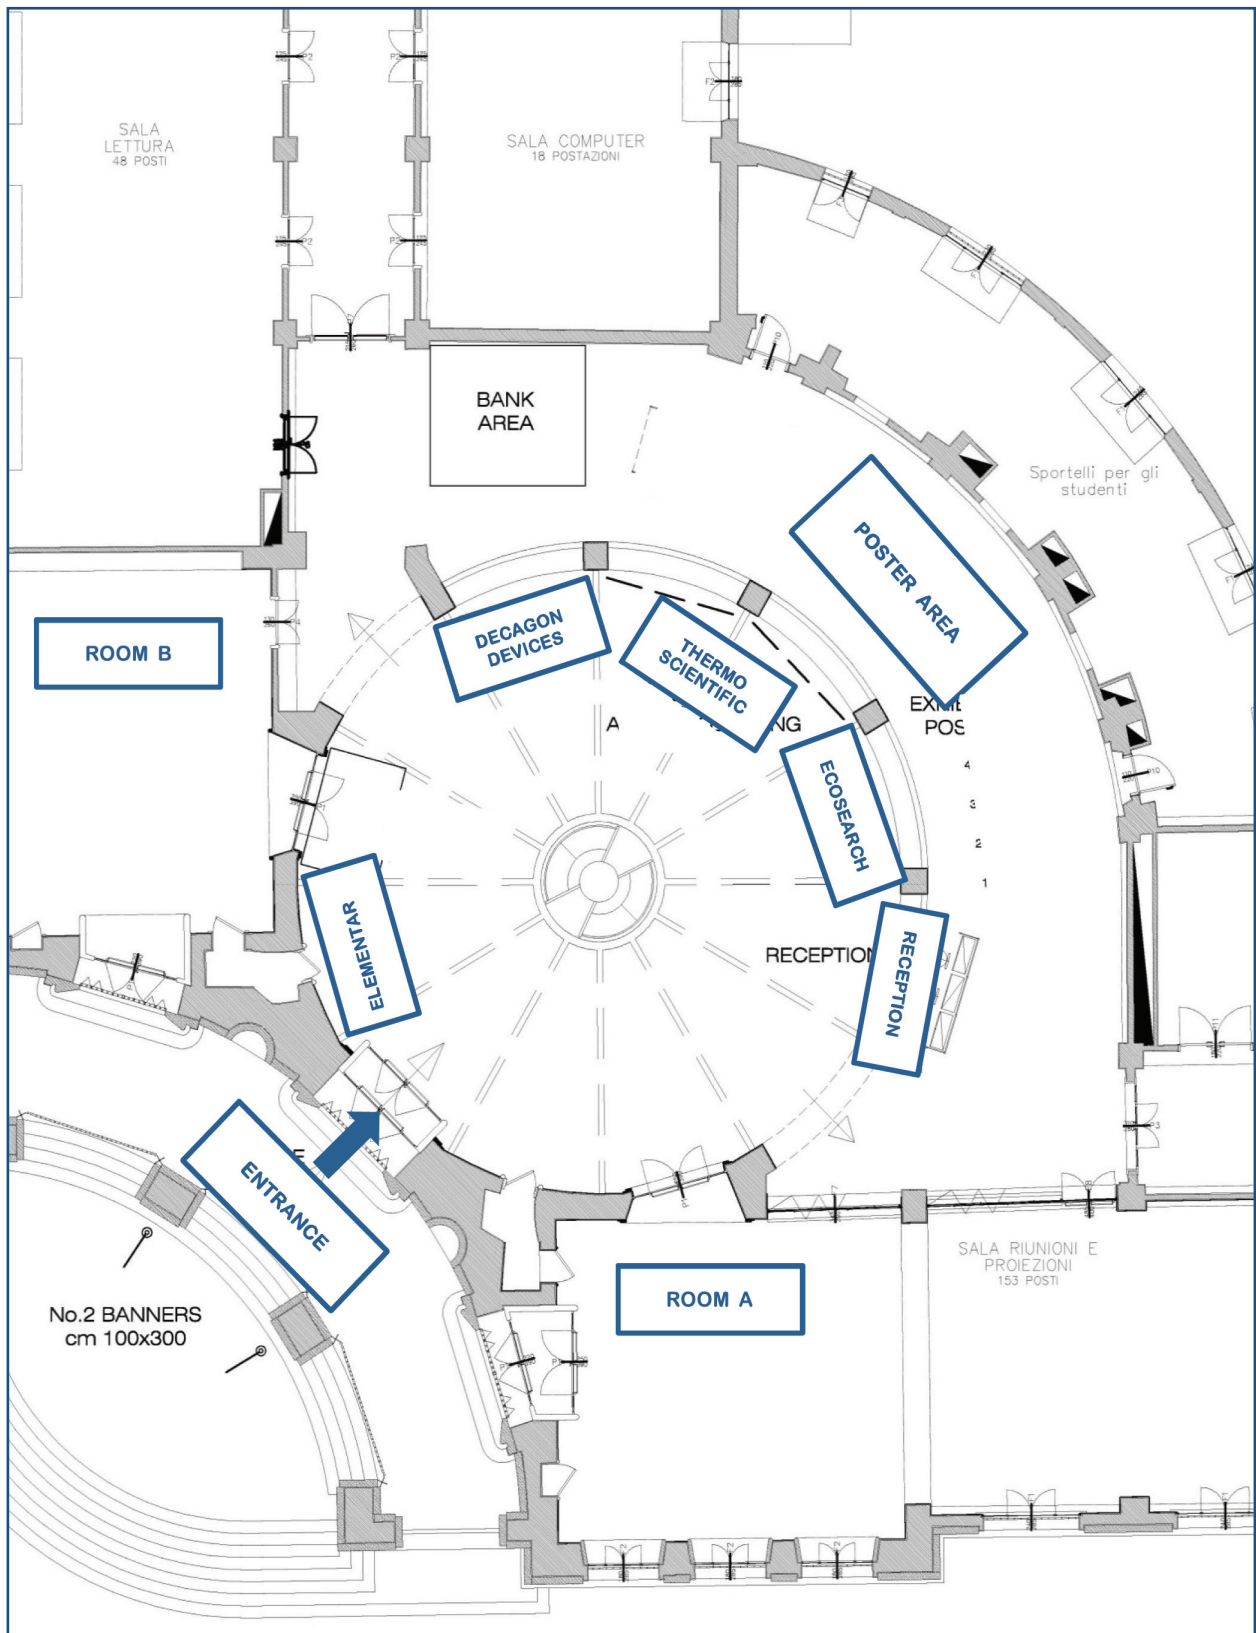 SALA
LETTURA
48 POSTI
SALA COMPUTER
18 POSTAZIONI
BANK
AREA
Sportelli per gli
studenti
POSTER AREA
ROOM B
DECAGON
DEVICES
THERMO
SCIENTIFIC
POS
4
3
2
1
ECOSEARCH
ELEMENTAR
RECEPTION
RECEPTION
ENTRANCE
No.2 BANNERS
cm 100x300
ROOM A
SALA RIUNIONI E
PROIEZIONI
153 POSTI